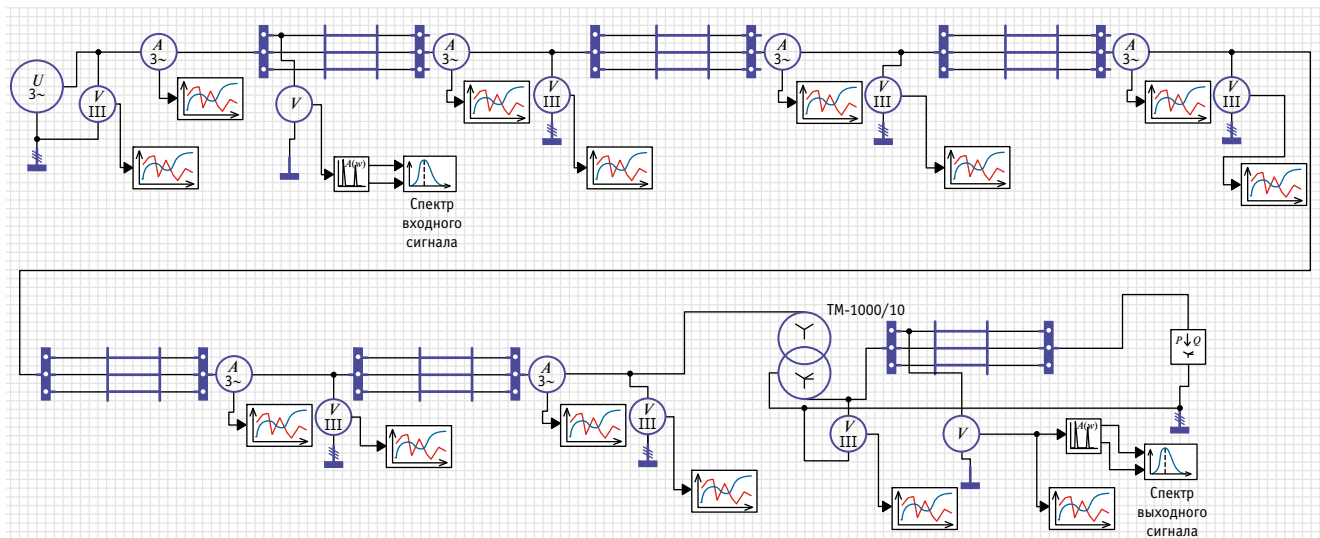 U
3~
V
III
A
3~
V
A(w)
Спектр
входного
сигнала
A
3~
V
III
A
3~
V
III
A
3~
V
III
A
3~
V
III
A
3~
V
III
ТМ-1000/10
V
III
V
A(w)
Спектр
выходного
сигнала
P Q